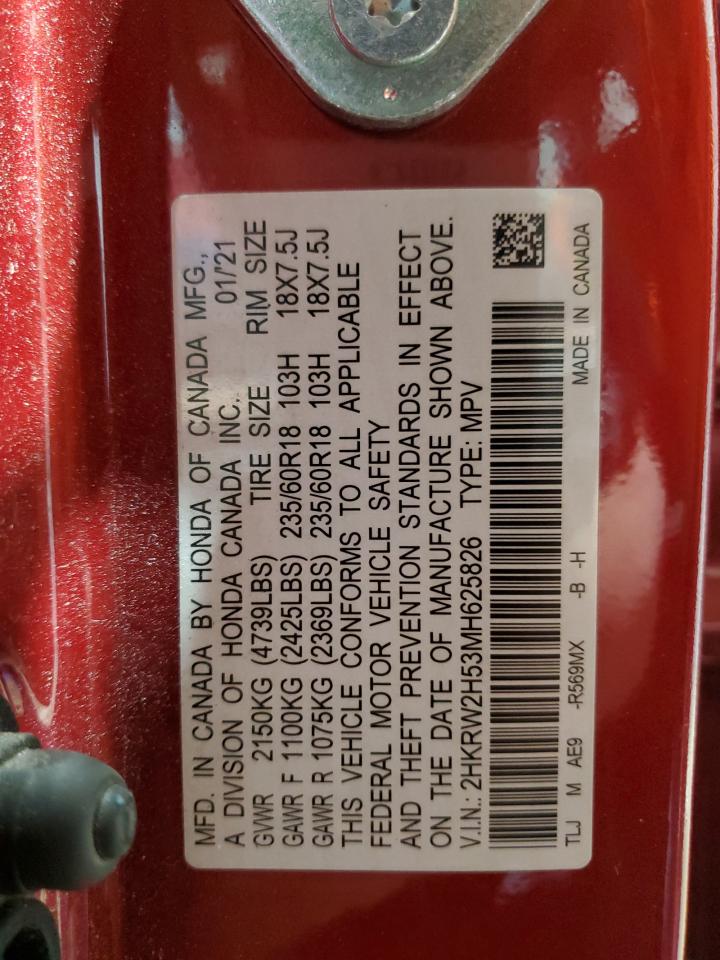 MFD. IN CANADA BY HONDA OF CANADA MFG.,
A DIVISION OF HONDA CANADA INC. 01/'21
GVWR 2150KG (4739LBS) TIRE SIZE RIM SIZE
GAWR F 1100KG (2425LBS) 235/60R18 103H 18X7.5J
GAWR R 1075KG (2369LBS) 235/60R18 103H 18X7.5J
THIS VEHICLE CONFORMS TO ALL APPLICABLE
FEDERAL MOTOR VEHICLE SAFETY
AND THEFT PREVENTION STANDARDS IN EFFECT
ON THE DATE OF MANUFACTURE SHOWN ABOVE.
V.I.N.: 2HKRW2H53MH625826 TYPE: MPV
TLJ M AE9 -R569MX -B -H MADE IN CANADA